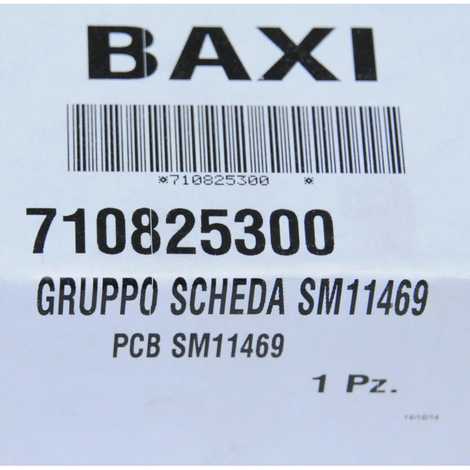 BAXI
*710825300 *
710825300
GRUPPO SCHEDA SM11469
PCB SM11469
1 Pz.